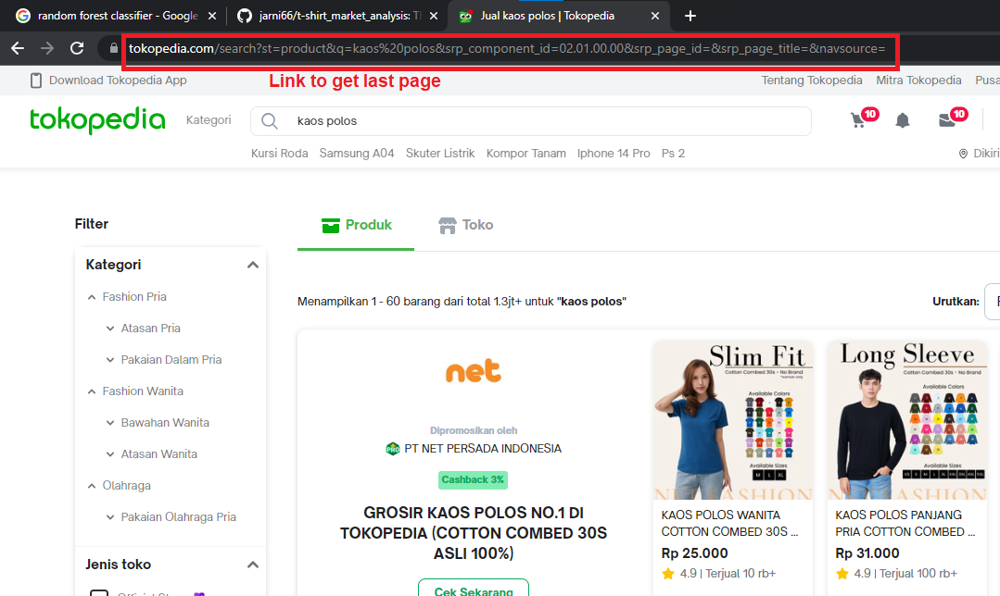 random forest classifier - Google
jarni66/t-shirt_market_analysis: T
Jual kaos polos | Tokopedia
tokopedia.com/search?st=product&q=kaos%20polos&srp_component_id=02.01.00.00&srp_page_id=&srp_page_title=&navsource=
Link to get last page
Download Tokopedia App
Tentang Tokopedia Mitra Tokopedia Pusa
tokopedia
Kategori
kaos polos
10
10
Kursi Roda Samsung A04 Skuter Listrik Kompor Tanam Iphone 14 Pro Ps 2
Dikiri
Filter
Produk
Toko
Kategori
Fashion Pria
Atasan Pria
Pakaian Dalam Pria
Fashion Wanita
Bawahan Wanita
Atasan Wanita
Olahraga
Pakaian Olahraga Pria
Jenis toko
Menampilkan 1 - 60 barang dari total 1.3jt+ untuk "kaos polos"
Urutkan:
net
Dipromosikan oleh
PRO PT NET PERSADA INDONESIA
Cashback 3%
GROSIR KAOS POLOS NO.1 DI
TOKOPEDIA (COTTON COMBED 30S
ASLI 100%)
Cek Sekarang
Slim Fit
Cotton Combed 30s - No Brand
*woman only
Available Colors
Available Sizes
M L XL
NET FASHION
KAOS POLOS WANITA
COTTON COMBED 30S ...
Rp 25.000
4.9 | Terjual 10 rb+
Long Sleeve
Cotton Combed 30s - No Brand
Available Colors
Available Sizes
NET FASHION
KAOS POLOS PANJANG
PRIA COTTON COMBED ...
Rp 31.000
4.9 | Terjual 100 rb+